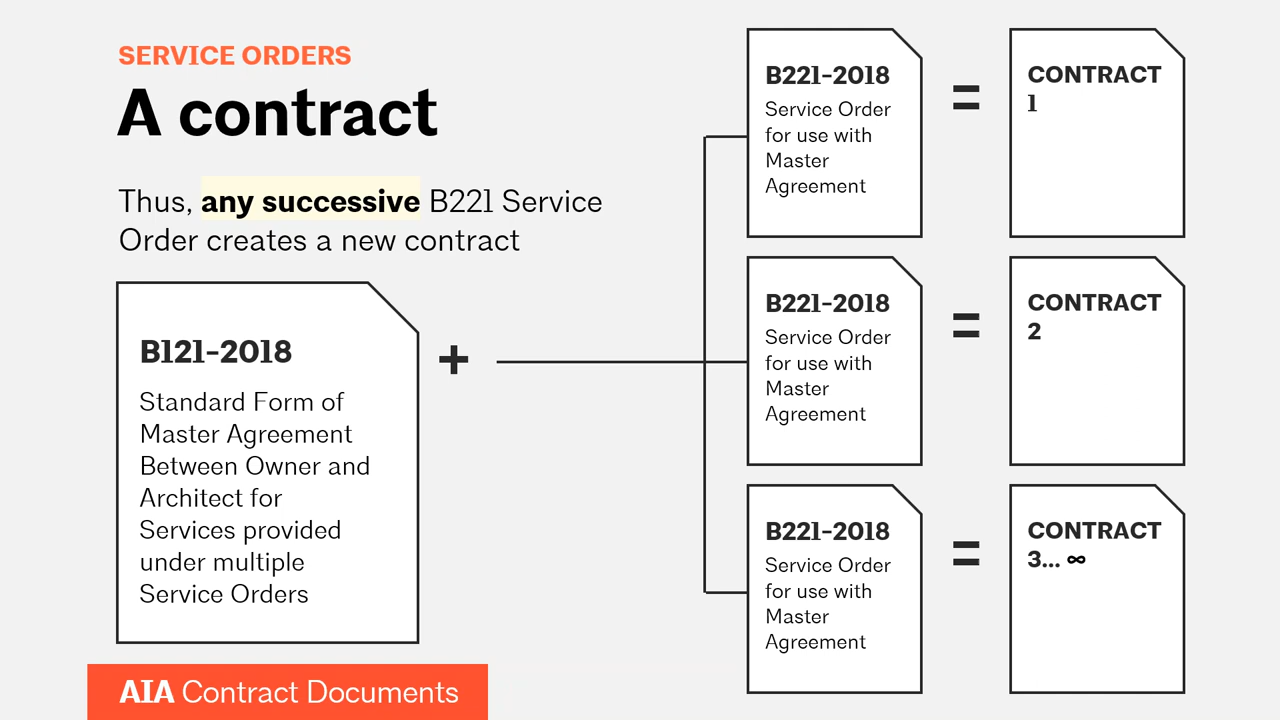 SERVICE ORDERS
A contract
Thus, any successive B221 Service
Order creates a new contract
B121–2018
Standard Form of
Master Agreement
Between Owner and
Architect for
Services provided
under multiple
Service Orders
+
B221–2018
Service Order
for use with
Master
Agreement
=
CONTRACT
1
B221–2018
Service Order
for use with
Master
Agreement
=
CONTRACT
2
B221–2018
Service Order
for use with
Master
Agreement
=
CONTRACT
3... ∞
AIA Contract Documents